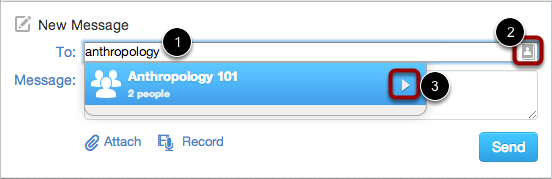 New Message
To: anthropology 1 2
Anthropology 101
2 people 3
Message:
Attach Record Send